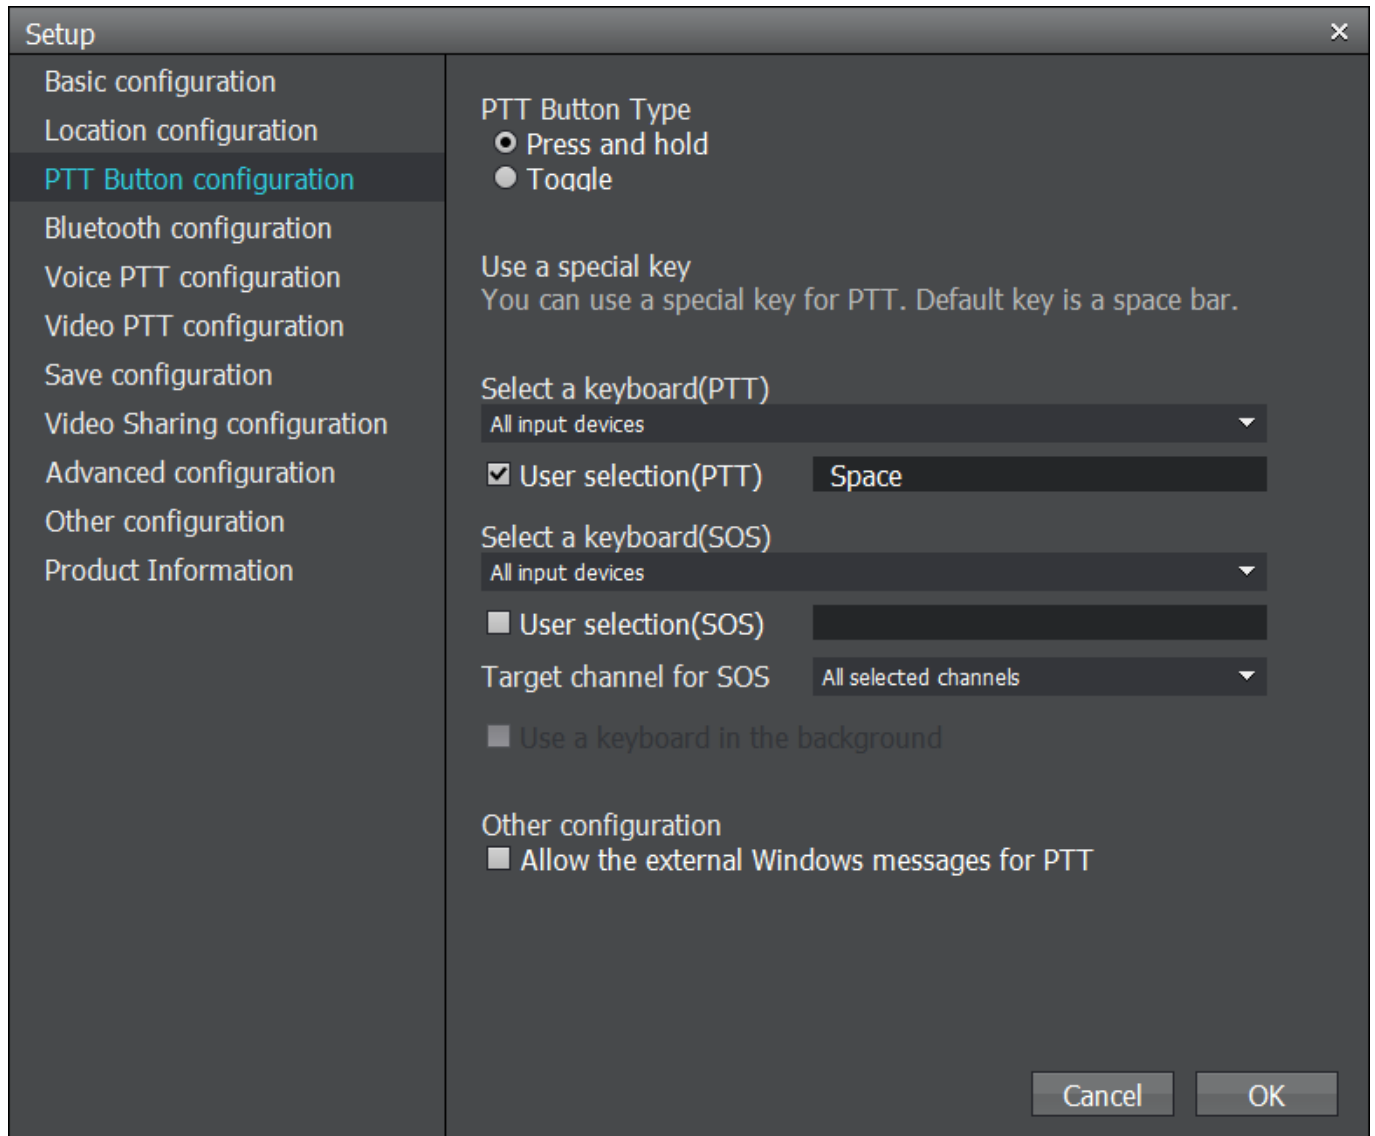 Setup
Basic configuration
Location configuration
PTT Button configuration
Bluetooth configuration
Voice PTT configuration
Video PTT configuration
Save configuration
Video Sharing configuration
Advanced configuration
Other configuration
Product Information
PTT Button Type
Press and hold
Toggle
Use a special key
You can use a special key for PTT. Default key is a space bar.
Select a keyboard(PTT)
All input devices
User selection(PTT) Space
Select a keyboard(SOS)
All input devices
User selection(SOS)
Target channel for SOS All selected channels
Use a keyboard in the background
Other configuration
Allow the external Windows messages for PTT
Cancel OK